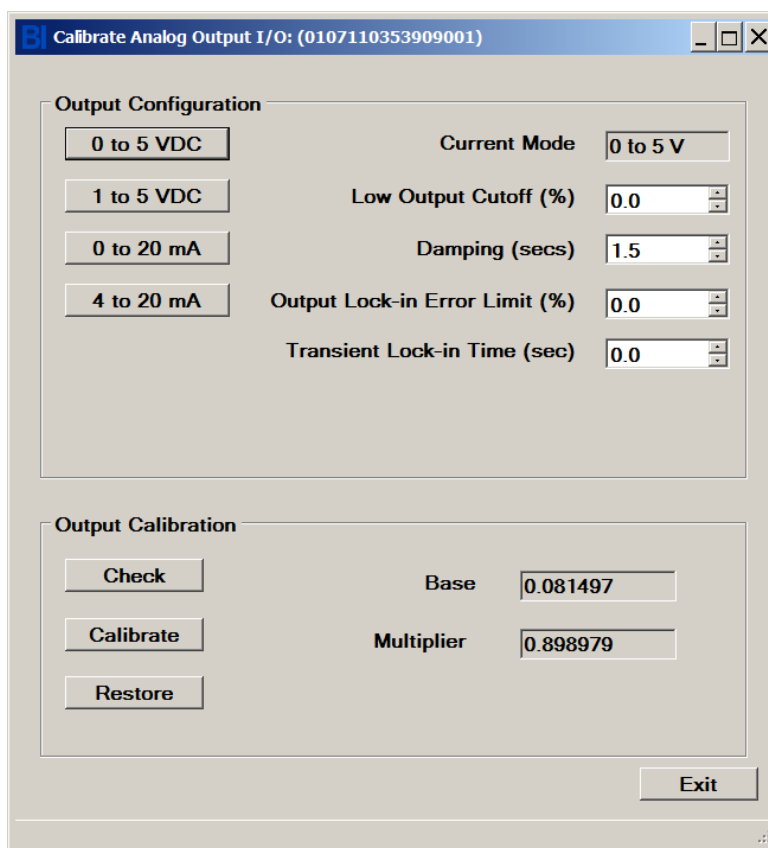 BI Calibrate Analog Output I/O: (0107110353909001)
Output Configuration
0 to 5 VDC
Current Mode 0 to 5 V
1 to 5 VDC
Low Output Cutoff (%) 0.0
0 to 20 mA
Damping (secs) 1.5
4 to 20 mA
Output Lock-in Error Limit (%) 0.0
Transient Lock-in Time (sec) 0.0
Output Calibration
Check
Base 0.081497
Calibrate
Multiplier 0.898979
Restore
Exit